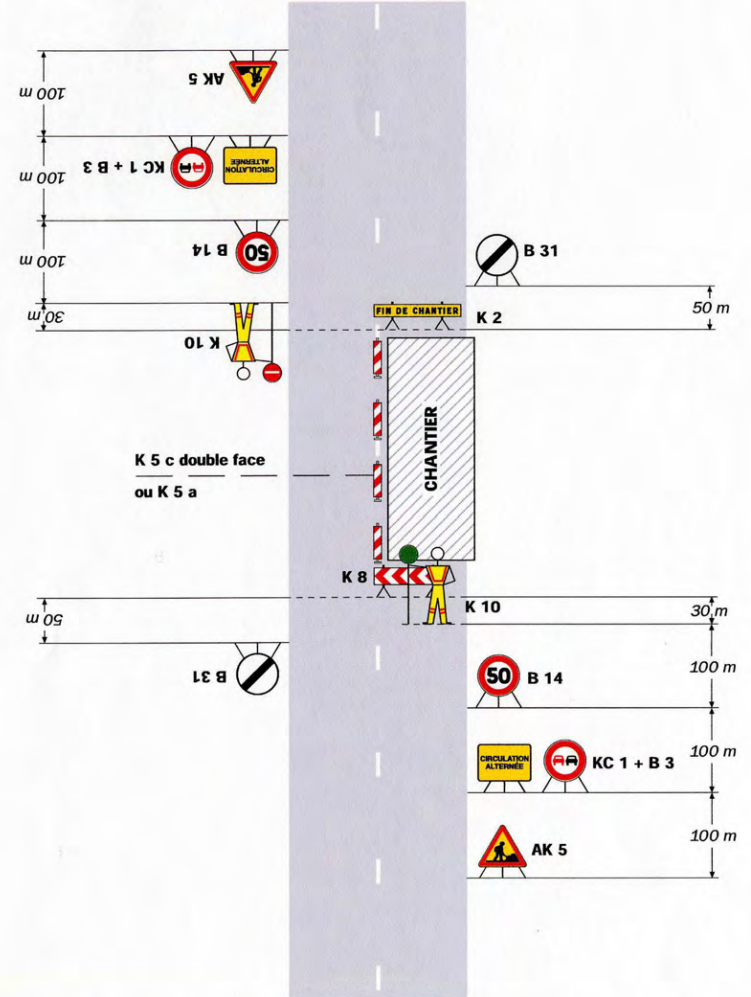 AK 5
100 m
KC 1 + B 3
CIRCULATION
ALTERNÉE
100 m
B 14
50
100 m
B 31
50 m
30 m
FIN DE CHANTIER
K 2
K 10
CHANTIER
K 5 c double face
ou K 5 a
K 8
K 10
30 m
50 m
B 31
50
B 14
100 m
CIRCULATION
ALTERNÉE
KC 1 + B 3
100 m
AK 5
100 m